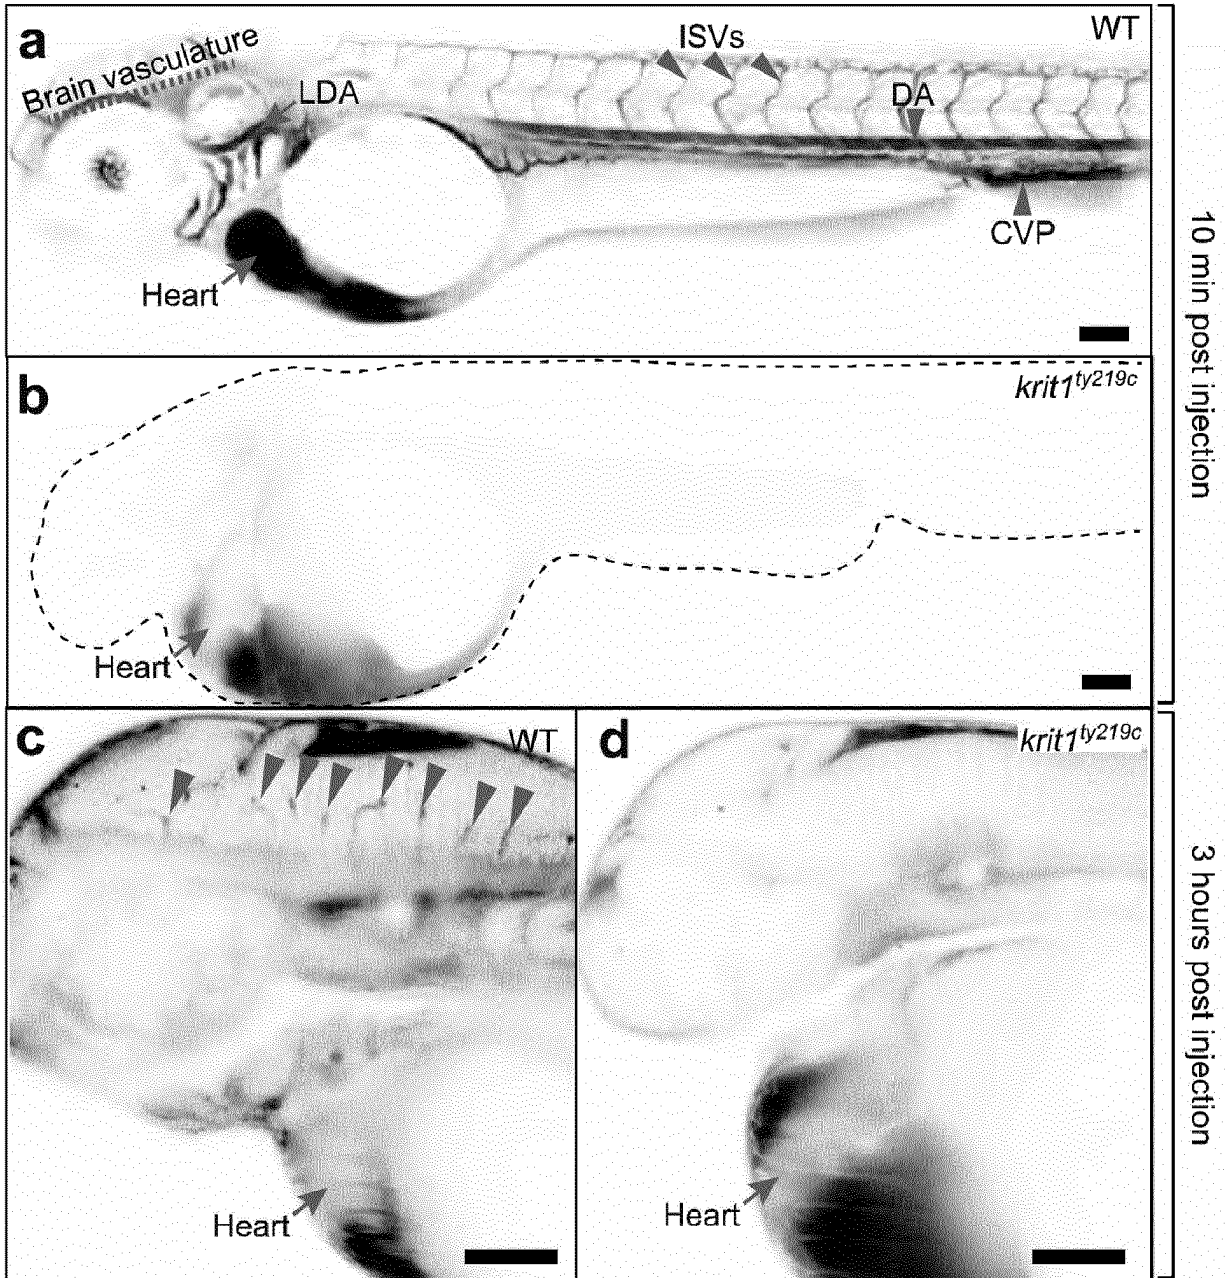 a
WT
Brain vasculature
LDA
ISVs
DA
CVP
Heart
10 min post injection
b
krit1ty219c
Heart
c
WT
Heart
d
krit1ty219c
Heart
3 hours post injection